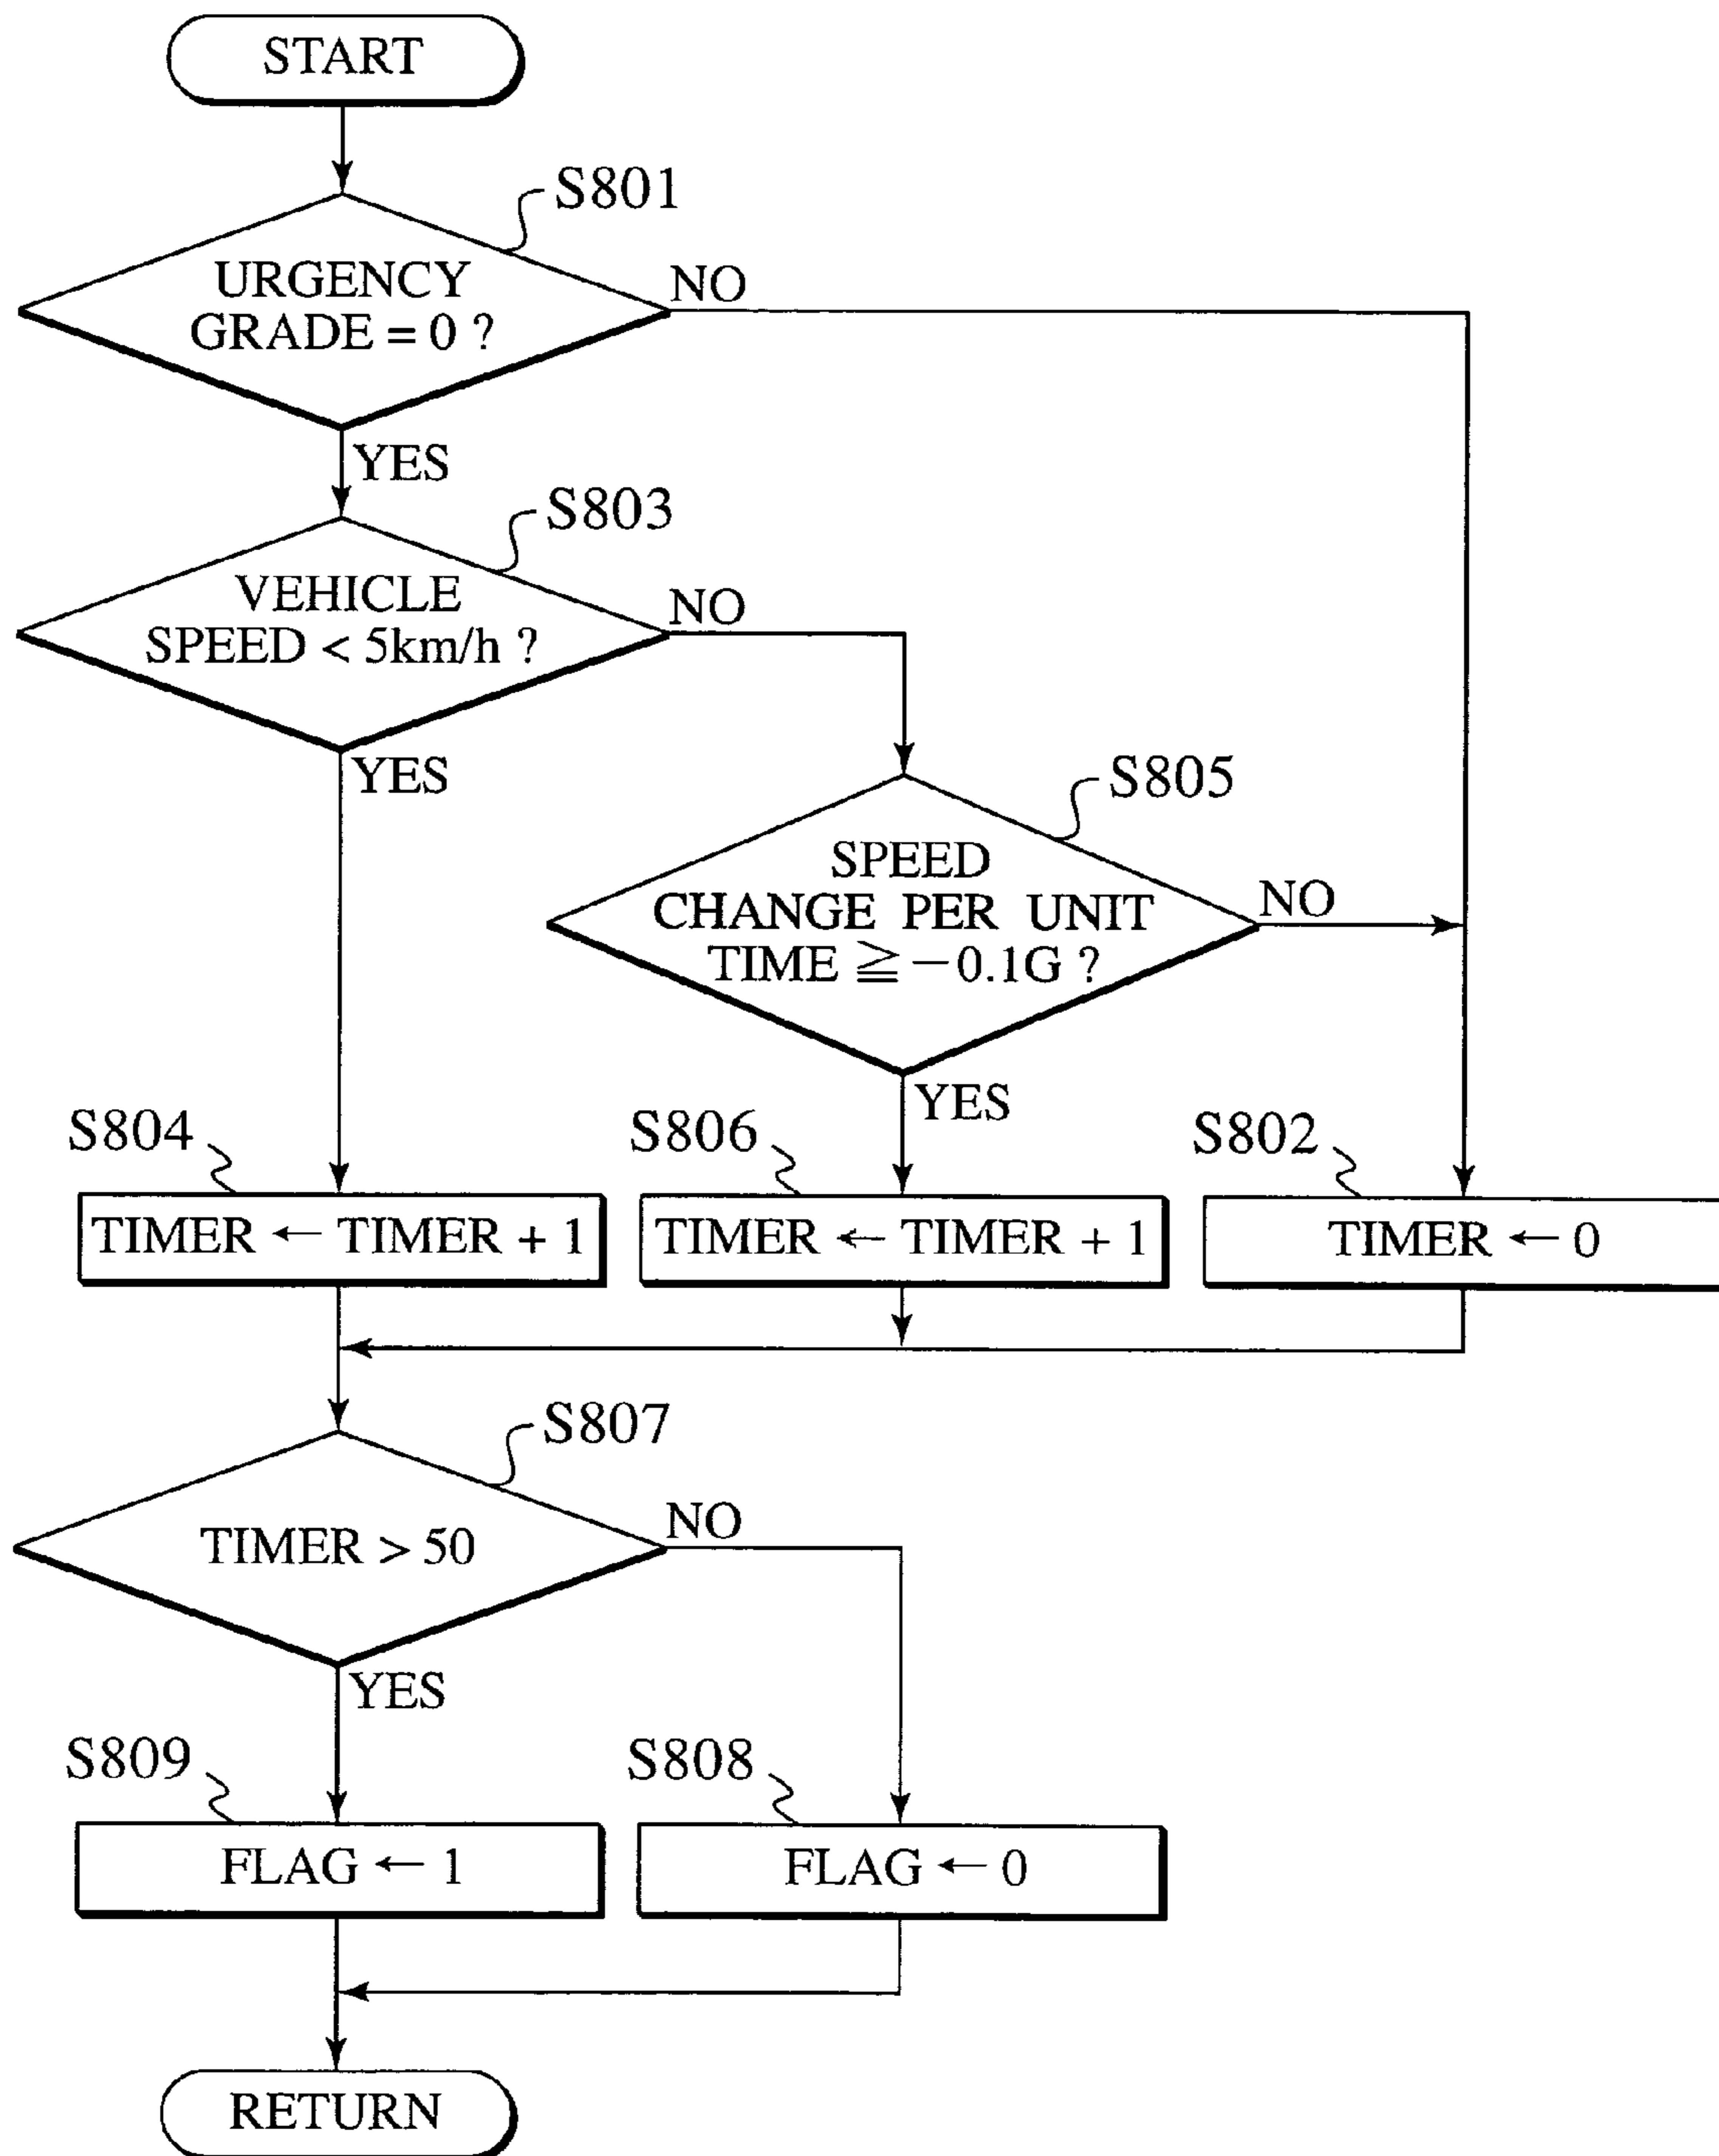 START
S801
URGENCY
GRADE = 0 ?
NO
YES
S803
VEHICLE
SPEED < 5km/h ?
NO
YES
S805
SPEED
CHANGE PER UNIT
TIME ≧ −0.1G ?
NO
YES
S804
TIMER ← TIMER + 1
S806
TIMER ← TIMER + 1
S802
TIMER ← 0
S807
TIMER > 50
NO
YES
S809
FLAG ← 1
S808
FLAG ← 0
RETURN